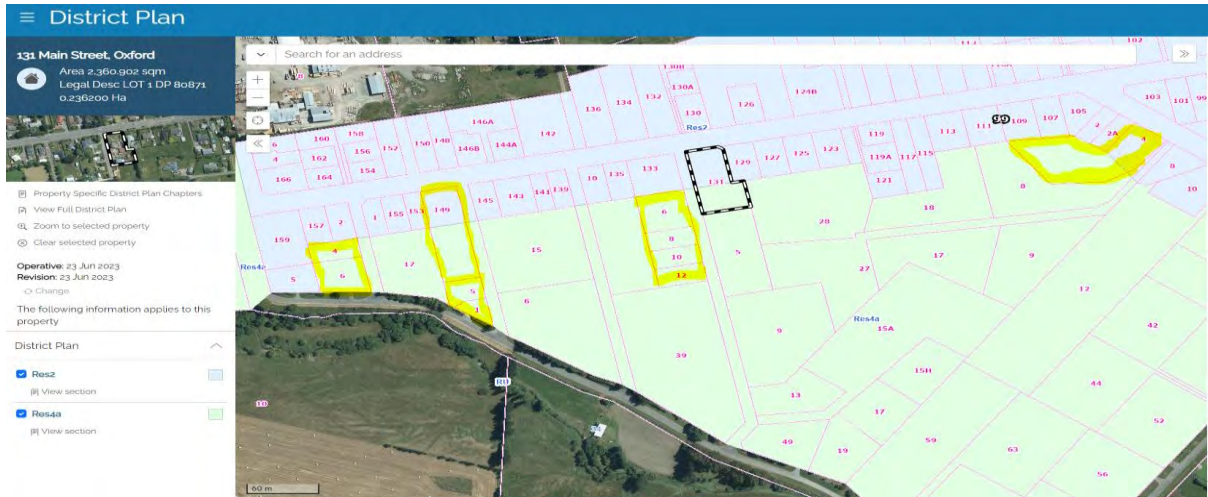 District Plan
131 Main Street, Oxford
Area 2,360.902 sqm
Legal Desc LOT 1 DP 80871
0.236200 Ha
Property Specific District Plan Chapters
View Full District Plan
Zoom to selected property
Clear selected property
Operative: 23 Jun 2023
Revision: 23 Jun 2023
Change
The following information applies to this
property
District Plan
Res2
View section
Res4a
View section
Search for an address
102
130B
130A
132
134
136
130
126
124B
Res2
103
101
99
105
107
109
111
113
2
2A
4
8
10
146A
142
158
160
6
4
162
156
152
150
148
146B
144A
154
166
164
119
119A
117
115
121
123
125
127
129
131
133
135
10
139
141
143
145
149
153
155
1
2
157
159
4
6
5
Res4a
17
5
1
15
6
6
8
10
12
5
28
18
8
27
17
9
12
Res4a
15A
9
42
39
15H
44
13
17
52
49
19
59
63
56
RU
10
60 m